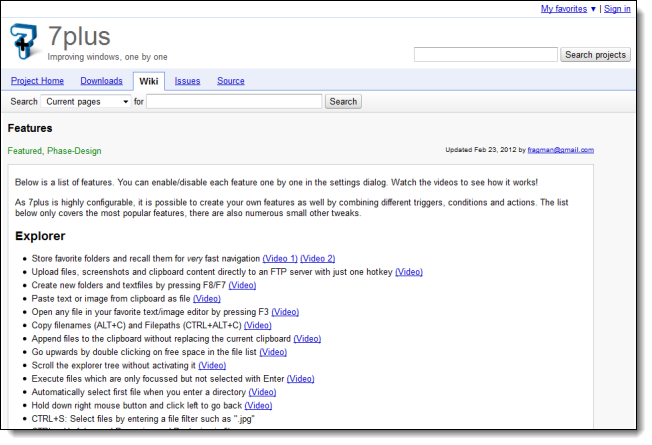 My favorites ▼ | Sign in
7plus
Improving windows, one by one
Search projects
Project Home Downloads Wiki Issues Source
Search Current pages for Search
Features
Featured, Phase-Design
Updated Feb 23, 2012 by fragman@gmail.com
Below is a list of features. You can enable/disable each feature one by one in the settings dialog. Watch the videos to see how it works!
As 7plus is highly configurable, it is possible to create your own features as well by combining different triggers, conditions and actions. The list
below only covers the most popular features, there are also numerous small other tweaks.
Explorer
• Store favorite folders and recall them for very fast navigation (Video 1) (Video 2)
• Upload files, screenshots and clipboard content directly to an FTP server with just one hotkey (Video)
• Create new folders and textfiles by pressing F8/F7 (Video)
• Paste text or image from clipboard as file (Video)
• Open any file in your favorite text/image editor by pressing F3 (Video)
• Copy filenames (ALT+C) and Filepaths (CTRL+ALT+C) (Video)
• Append files to the clipboard without replacing the current clipboard (Video)
• Go upwards by double clicking on free space in the file list (Video)
• Scroll the explorer tree without activating it (Video)
• Execute files which are only focussed but not selected with Enter (Video)
• Automatically select first file when you enter a directory (Video)
• Hold down right mouse button and click left to go back (Video)
• CTRL+S: Select files by entering a file filter such as ".jpg"